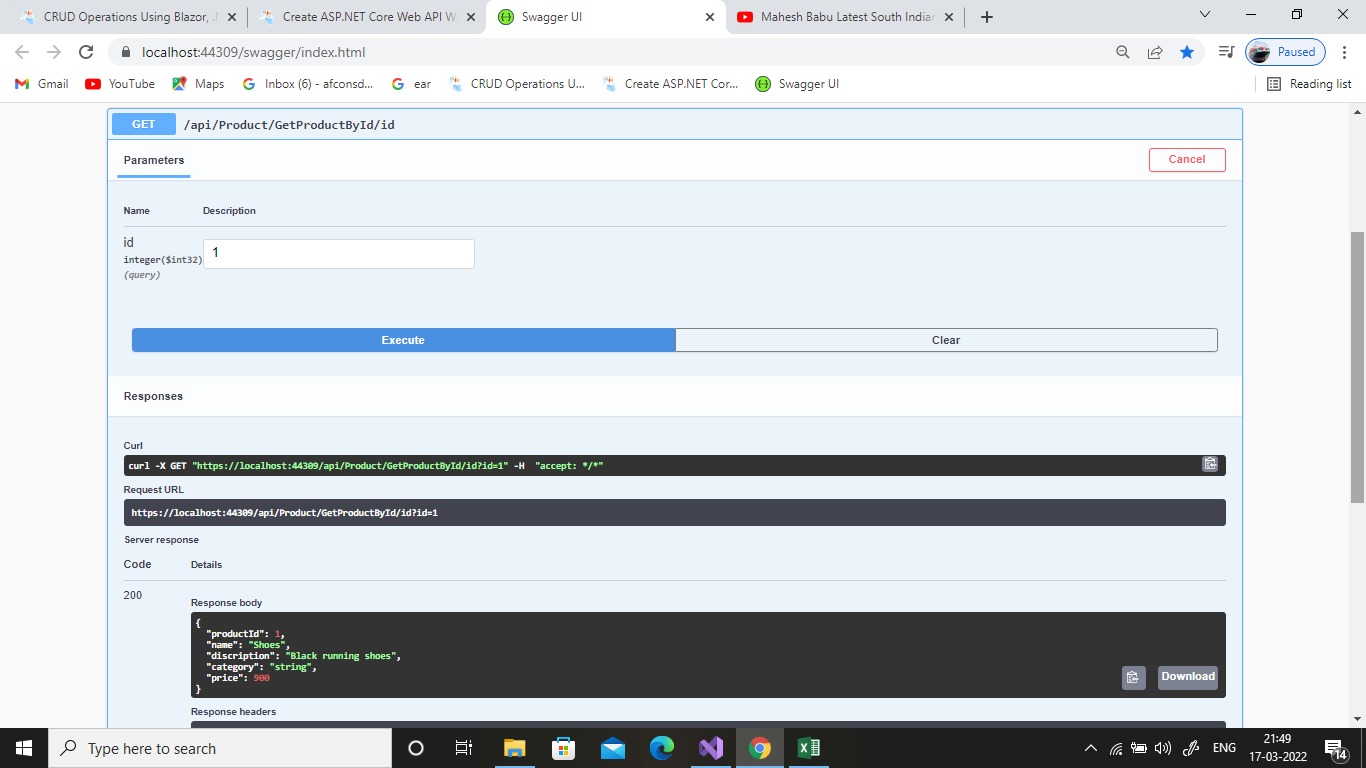 CRUD Operations Using Blazor, .N
Create ASP.NET Core Web API Wi
Swagger UI
Mahesh Babu Latest South Indian
localhost:44309/swagger/index.html
Paused
Gmail YouTube Maps Inbox (6) - afconsd... ear CRUD Operations U... Create ASP.NET Cor... Swagger UI Reading list
GET /api/Product/GetProductById/id
Parameters Cancel
Name Description
id
integer($int32)
(query)
1
Execute Clear
Responses
Curl
curl -X GET "https://localhost:44309/api/Product/GetProductById/id?id=1" -H "accept: */*"
Request URL
https://localhost:44309/api/Product/GetProductById/id?id=1
Server response
Code Details
200
Response body
{
"productId": 1,
"name": "Shoes",
"discription": "Black running shoes",
"category": "string",
"price": 900
}
Download
Response headers
Type here to search
ENG
21:49
17-03-2022
14